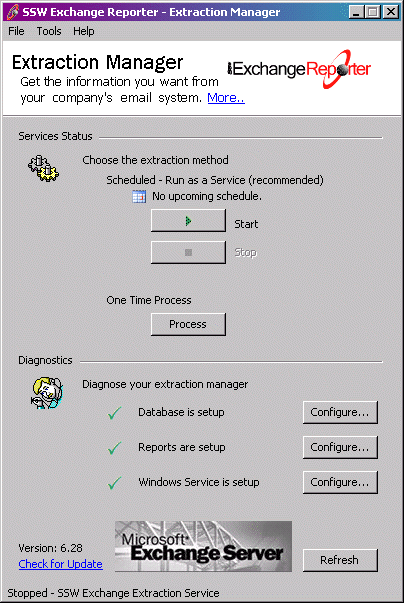 SSW Exchange Reporter - Extraction Manager
File Tools Help
Extraction Manager
ExchangeReporter
Get the information you want from
your company's email system. More..
Services Status
Choose the extraction method
Scheduled - Run as a Service (recommended)
No upcoming schedule.
Start
Stop
One Time Process
Process
Diagnostics
Diagnose your extraction manager
Database is setup Configure...
Reports are setup Configure...
Windows Service is setup Configure...
Microsoft®
Exchange Server
Version: 6.28
Check for Update
Refresh
Stopped - SSW Exchange Extraction Service